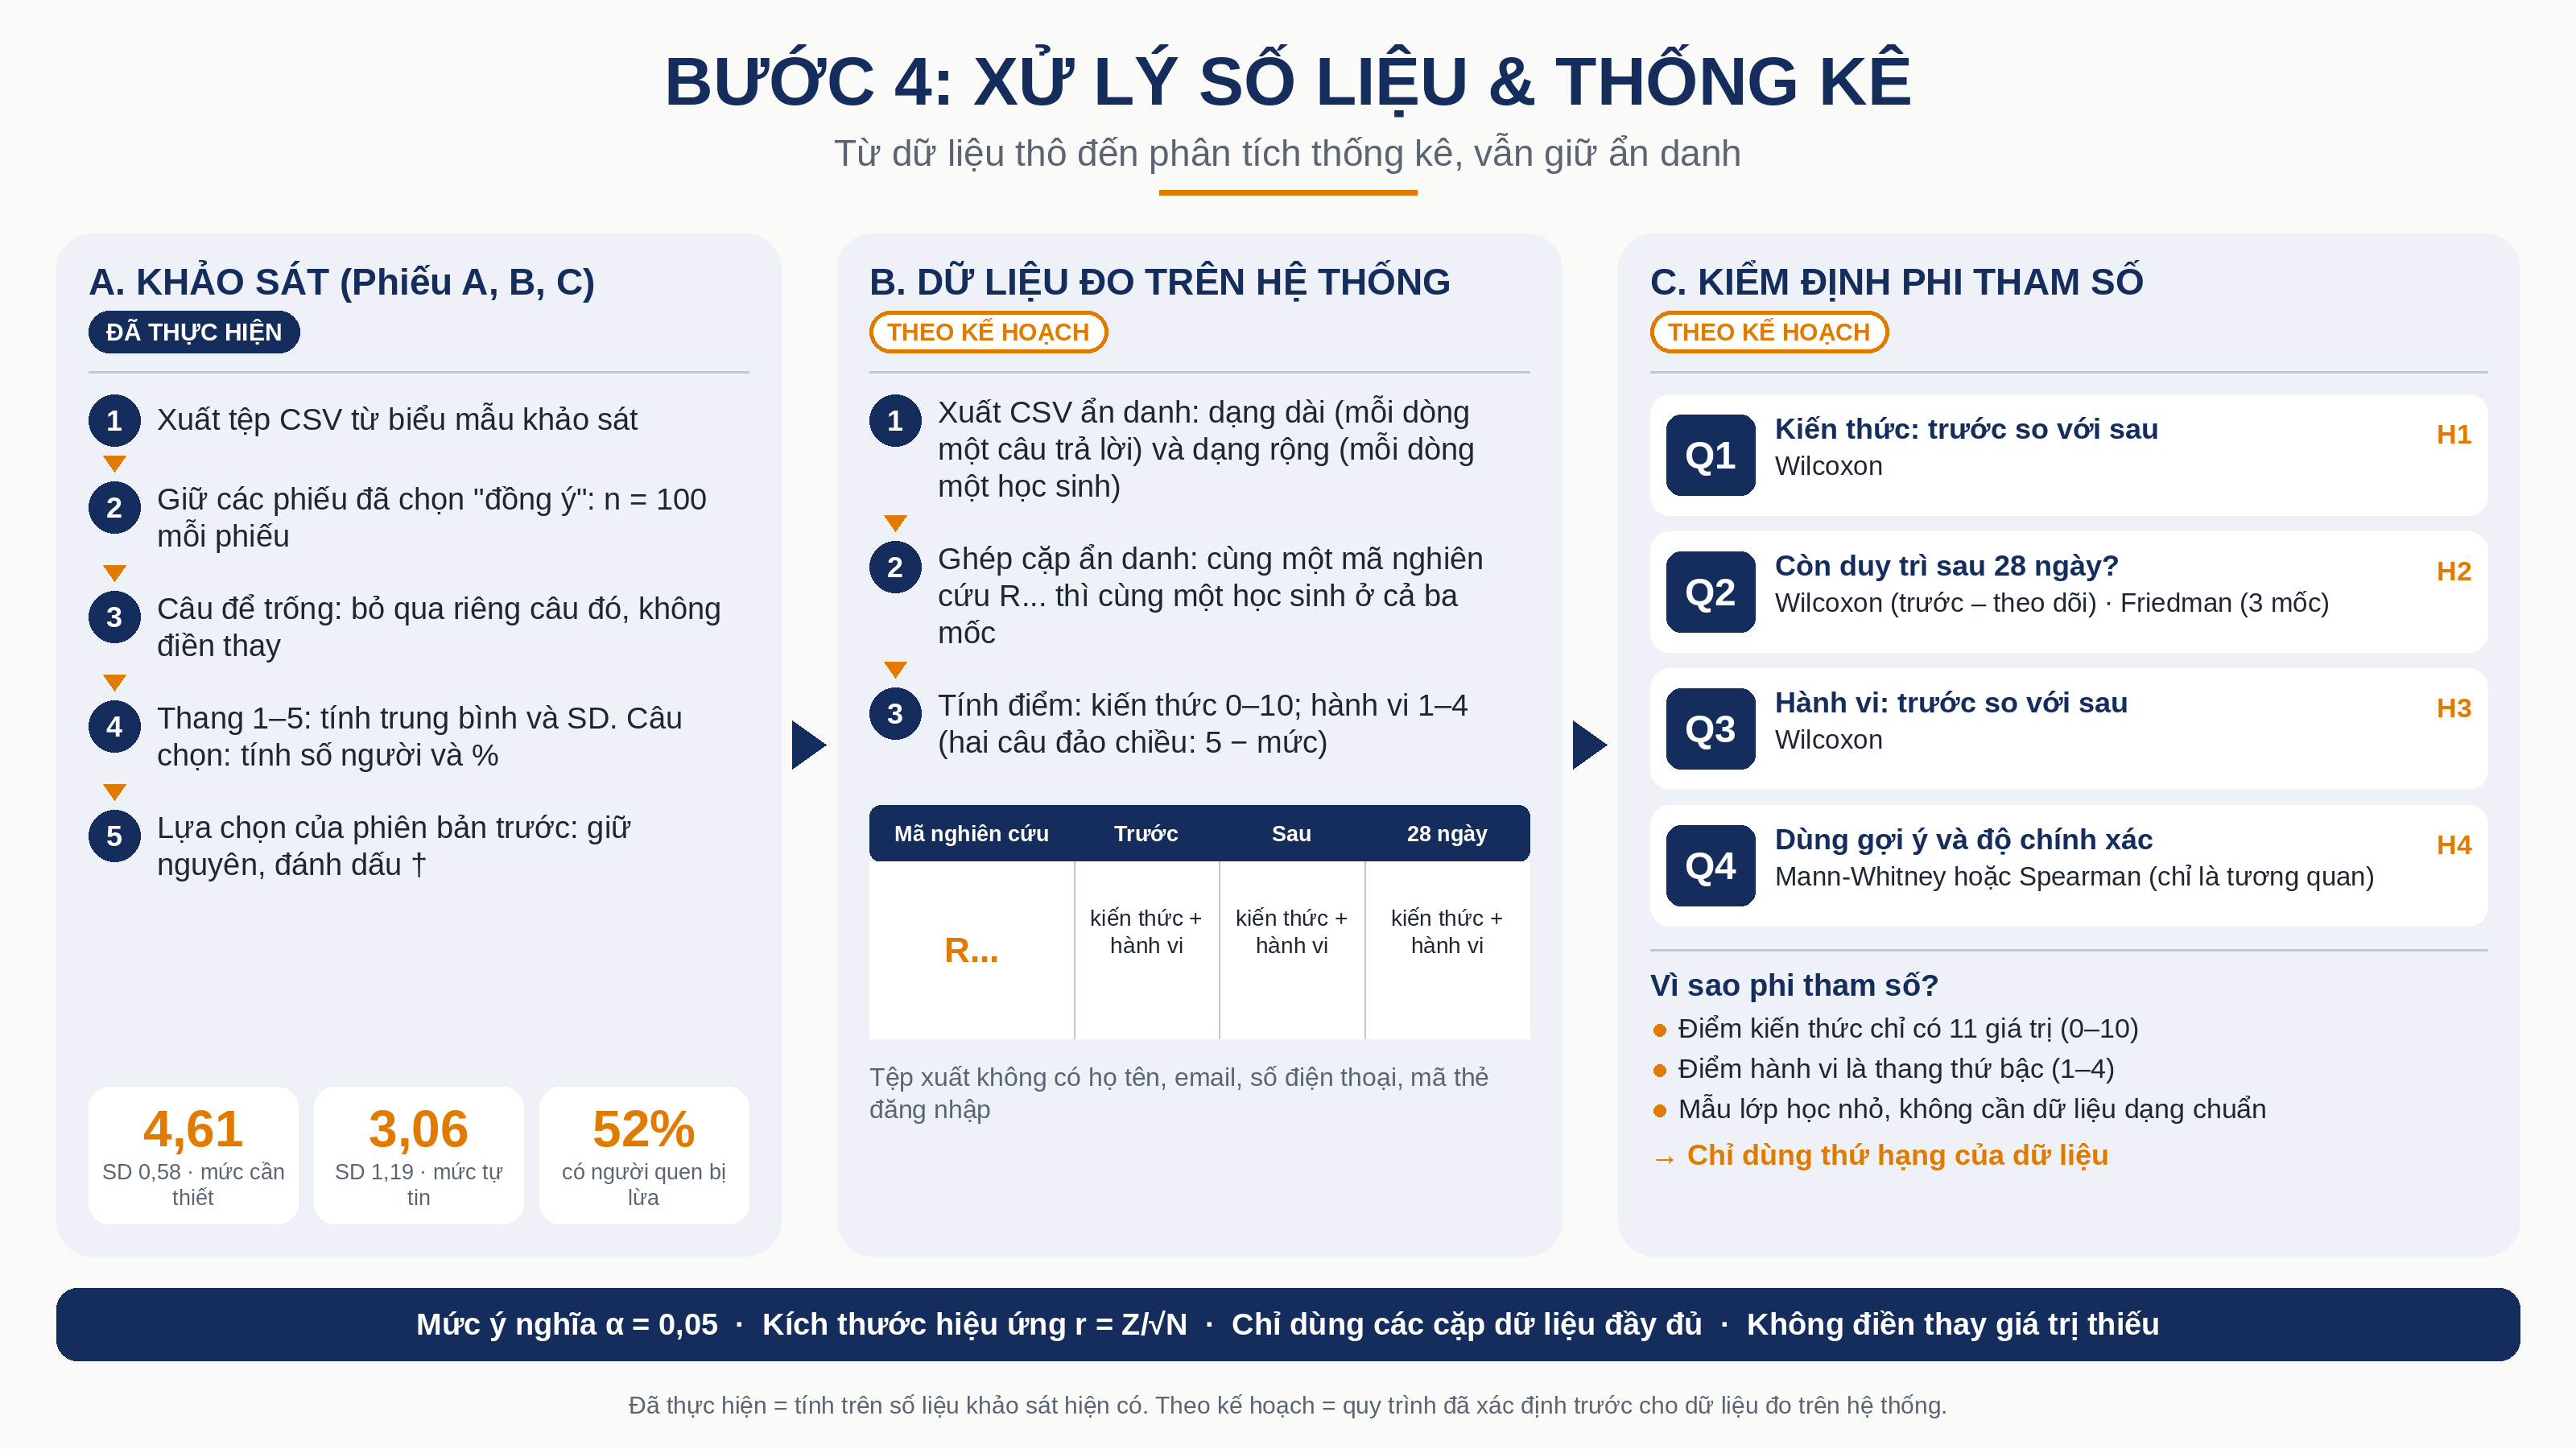 BƯỚC 4: XỬ LÝ SỐ LIỆU & THỐNG KÊ
Từ dữ liệu thô đến phân tích thống kê, vẫn giữ ẩn danh
A. KHẢO SÁT (Phiếu A, B, C)
ĐÃ THỰC HIỆN
1
Xuất tệp CSV từ biểu mẫu khảo sát
2
Giữ các phiếu đã chọn "đồng ý": n = 100
mỗi phiếu
3
Câu để trống: bỏ qua riêng câu đó, không
điền thay
4
Thang 1–5: tính trung bình và SD. Câu
chọn: tính số người và %
5
Lựa chọn của phiên bản trước: giữ
nguyên, đánh dấu †
4,61
SD 0,58 · mức cần
thiết
3,06
SD 1,19 · mức tự
tin
52%
có người quen bị
lừa
B. DỮ LIỆU ĐO TRÊN HỆ THỐNG
THEO KẾ HOẠCH
1
Xuất CSV ẩn danh: dạng dài (mỗi dòng
một câu trả lời) và dạng rộng (mỗi dòng
một học sinh)
2
Ghép cặp ẩn danh: cùng một mã nghiên
cứu R... thì cùng một học sinh ở cả ba
mốc
3
Tính điểm: kiến thức 0–10; hành vi 1–4
(hai câu đảo chiều: 5 − mức)
Mã nghiên cứu Trước Sau 28 ngày
R...
kiến thức +
hành vi
kiến thức +
hành vi
kiến thức +
hành vi
Tệp xuất không có họ tên, email, số điện thoại, mã thẻ
đăng nhập
C. KIỂM ĐỊNH PHI THAM SỐ
THEO KẾ HOẠCH
Q1
Kiến thức: trước so với sau
Wilcoxon
H1
Q2
Còn duy trì sau 28 ngày?
Wilcoxon (trước – theo dõi) · Friedman (3 mốc)
H2
Q3
Hành vi: trước so với sau
Wilcoxon
H3
Q4
Dùng gợi ý và độ chính xác
Mann-Whitney hoặc Spearman (chỉ là tương quan)
H4
Vì sao phi tham số?
• Điểm kiến thức chỉ có 11 giá trị (0–10)
• Điểm hành vi là thang thứ bậc (1–4)
• Mẫu lớp học nhỏ, không cần dữ liệu dạng chuẩn
→ Chỉ dùng thứ hạng của dữ liệu
Mức ý nghĩa α = 0,05 · Kích thước hiệu ứng r = Z/√N · Chỉ dùng các cặp dữ liệu đầy đủ · Không điền thay giá trị thiếu
Đã thực hiện = tính trên số liệu khảo sát hiện có. Theo kế hoạch = quy trình đã xác định trước cho dữ liệu đo trên hệ thống.